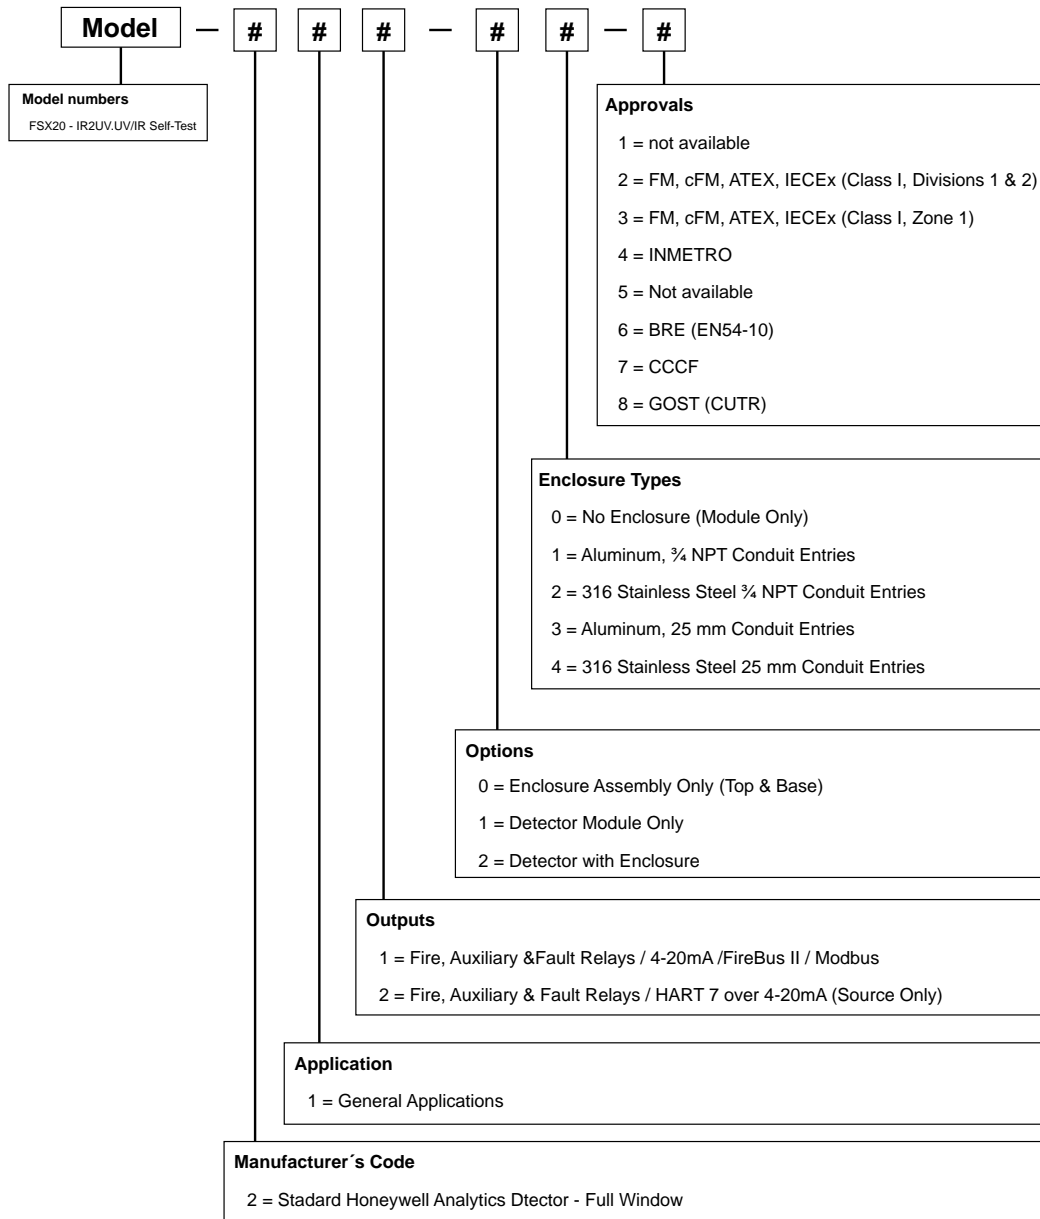 Model — # # # — # # — #
Model numbers
FSX20 - IR2UV.UV/IR Self-Test
Approvals
1 = not available
2 = FM, cFM, ATEX, IECEx (Class I, Divisions 1 & 2)
3 = FM, cFM, ATEX, IECEx (Class I, Zone 1)
4 = INMETRO
5 = Not available
6 = BRE (EN54-10)
7 = CCCF
8 = GOST (CUTR)
Enclosure Types
0 = No Enclosure (Module Only)
1 = Aluminum, ¾ NPT Conduit Entries
2 = 316 Stainless Steel ¾ NPT Conduit Entries
3 = Aluminum, 25 mm Conduit Entries
4 = 316 Stainless Steel 25 mm Conduit Entries
Options
0 = Enclosure Assembly Only (Top & Base)
1 = Detector Module Only
2 = Detector with Enclosure
Outputs
1 = Fire, Auxiliary &Fault Relays / 4-20mA /FireBus II / Modbus
2 = Fire, Auxiliary & Fault Relays / HART 7 over 4-20mA (Source Only)
Application
1 = General Applications
Manufacturer´s Code
2 = Stadard Honeywell Analytics Dtector - Full Window